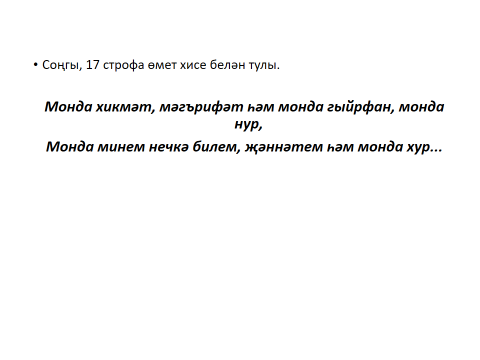 • Соңгы, 17 строфа өмет хисе белән тулы.
Монда хикмәт, мәгърифәт һәм монда гыйрфан, монда
нур,
Монда минем нечкә билем, җәннәтем һәм монда хур...